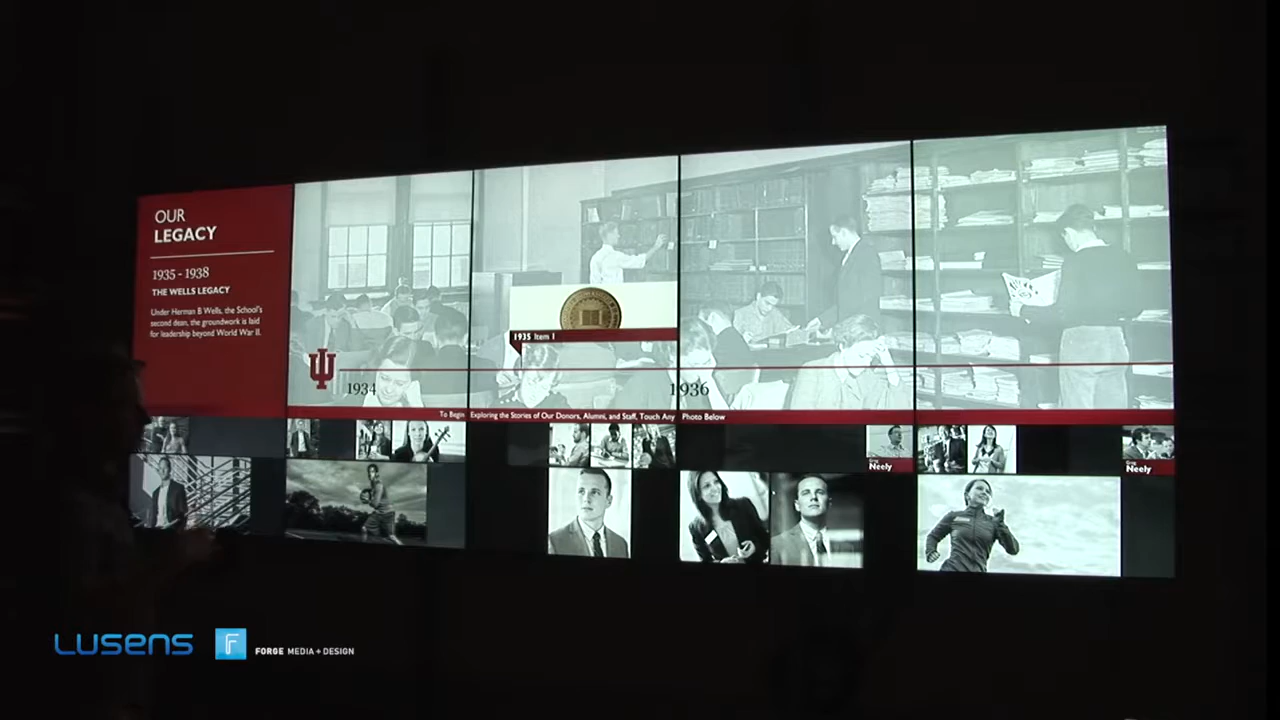 OUR
LEGACY
1935 - 1938
THE WELLS LEGACY
Under Herman B Wells, the School's
second dean, the groundwork is laid
for leadership beyond World War II.
1935 Item 1
1934
1936
To Begin Exploring the Stories of Our Donors, Alumni, and Staff, Touch Any Photo Below
Greg
Neely
Greg
Neely
LUSENS
F FORGE MEDIA + DESIGN